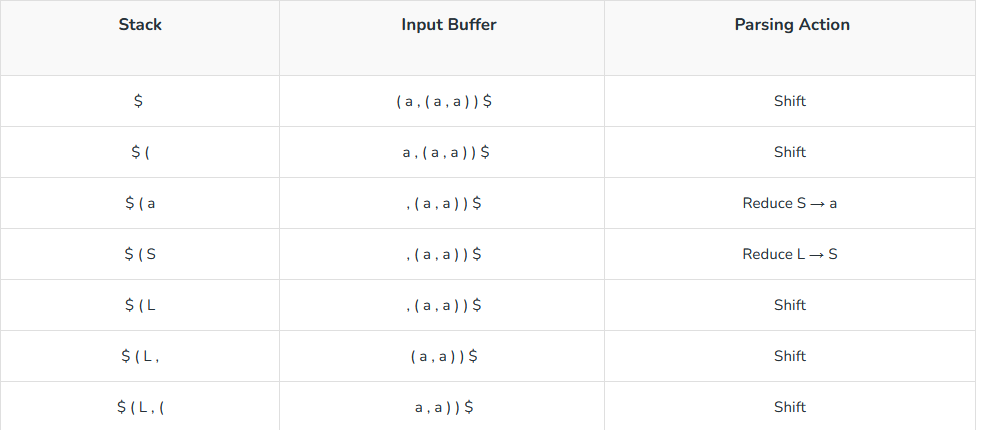 Stack Input Buffer Parsing Action
$ ( a , ( a , a ) ) $ Shift
$ ( a , ( a , a ) ) $ Shift
$ ( a , ( a , a ) ) $ Reduce S → a
$ ( S , ( a , a ) ) $ Reduce L → S
$ ( L , ( a , a ) ) $ Shift
$ ( L , ( a , a ) ) $ Shift
$ ( L , ( a , a ) ) $ Shift